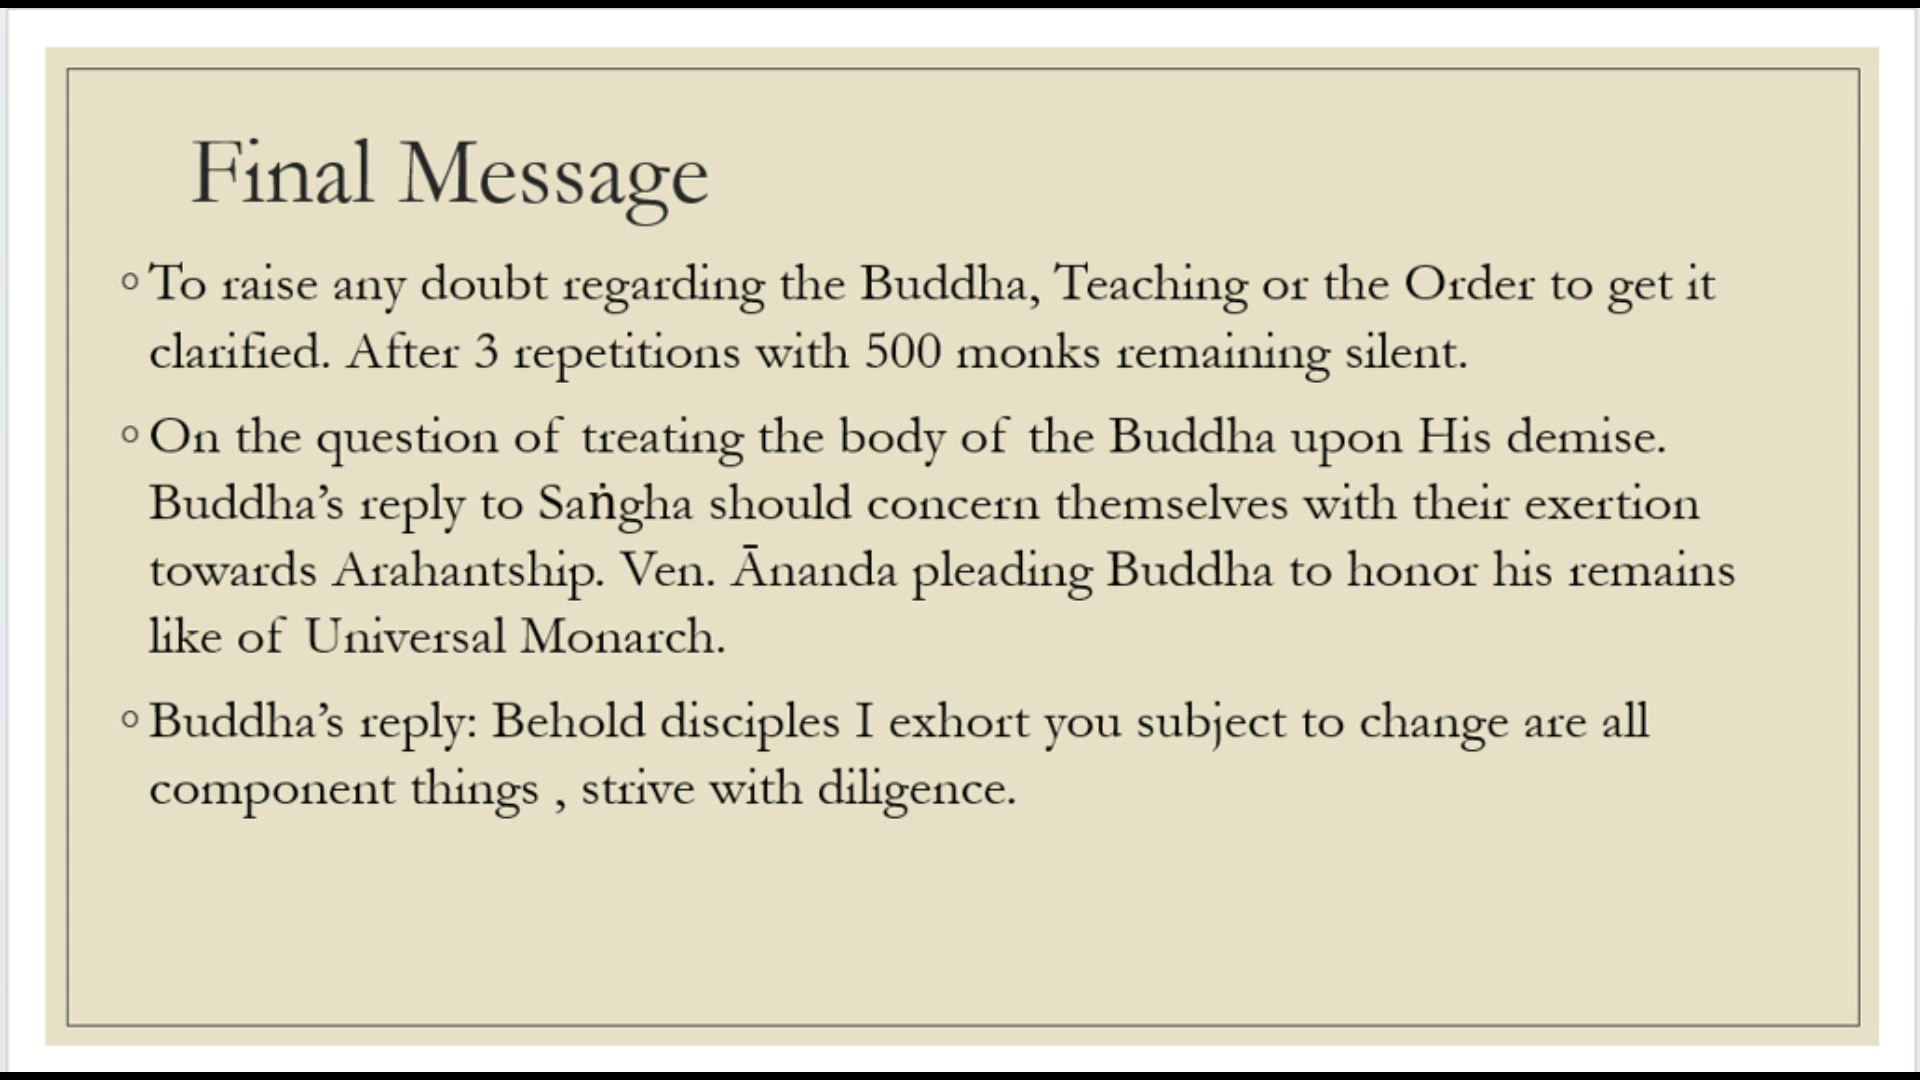 Final Message
◦ To raise any doubt regarding the Buddha, Teaching or the Order to get it
clarified. After 3 repetitions with 500 monks remaining silent.
◦ On the question of treating the body of the Buddha upon His demise.
Buddha’s reply to Saṅgha should concern themselves with their exertion
towards Arahantship. Ven. Ānanda pleading Buddha to honor his remains
like of Universal Monarch.
◦ Buddha’s reply: Behold disciples I exhort you subject to change are all
component things , strive with diligence.